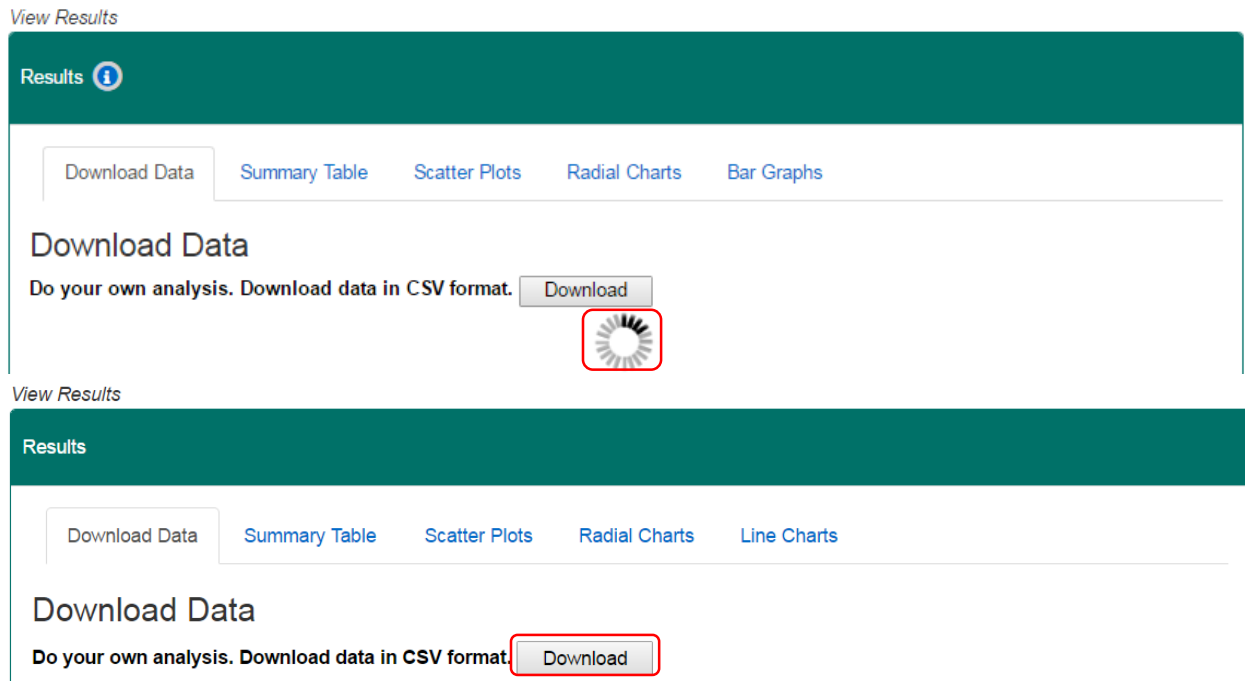 View Results
Results
Download Data Summary Table Scatter Plots Radial Charts Bar Graphs
Download Data
Do your own analysis. Download data in CSV format. Download
View Results
Results
Download Data Summary Table Scatter Plots Radial Charts Line Charts
Download Data
Do your own analysis. Download data in CSV format. Download